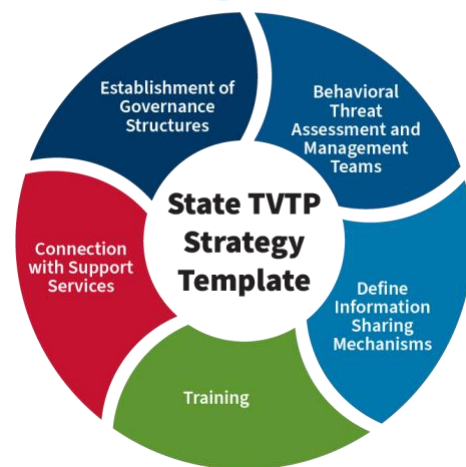 Establishment of
Governance
Structures
Behavioral
Threat
Assessment and
Management
Teams
State TVTP
Strategy
Template
Connection
with Support
Services
Define
Information
Sharing
Mechanisms
Training